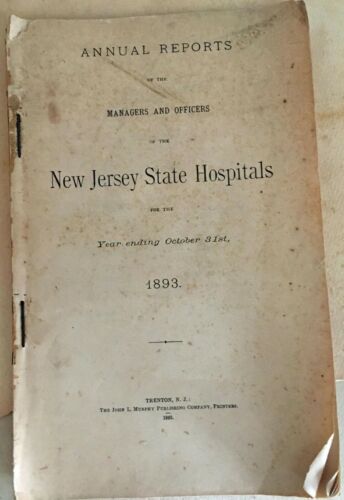 ANNUAL REPORTS
OF THE
MANAGERS AND OFFICERS
OF THE
New Jersey State Hospitals
FOR THE
Year ending October 31st,
1893.
TRENTON, N. J.:
THE JOHN L. MURPHY PUBLISHING COMPANY, PRINTERS.